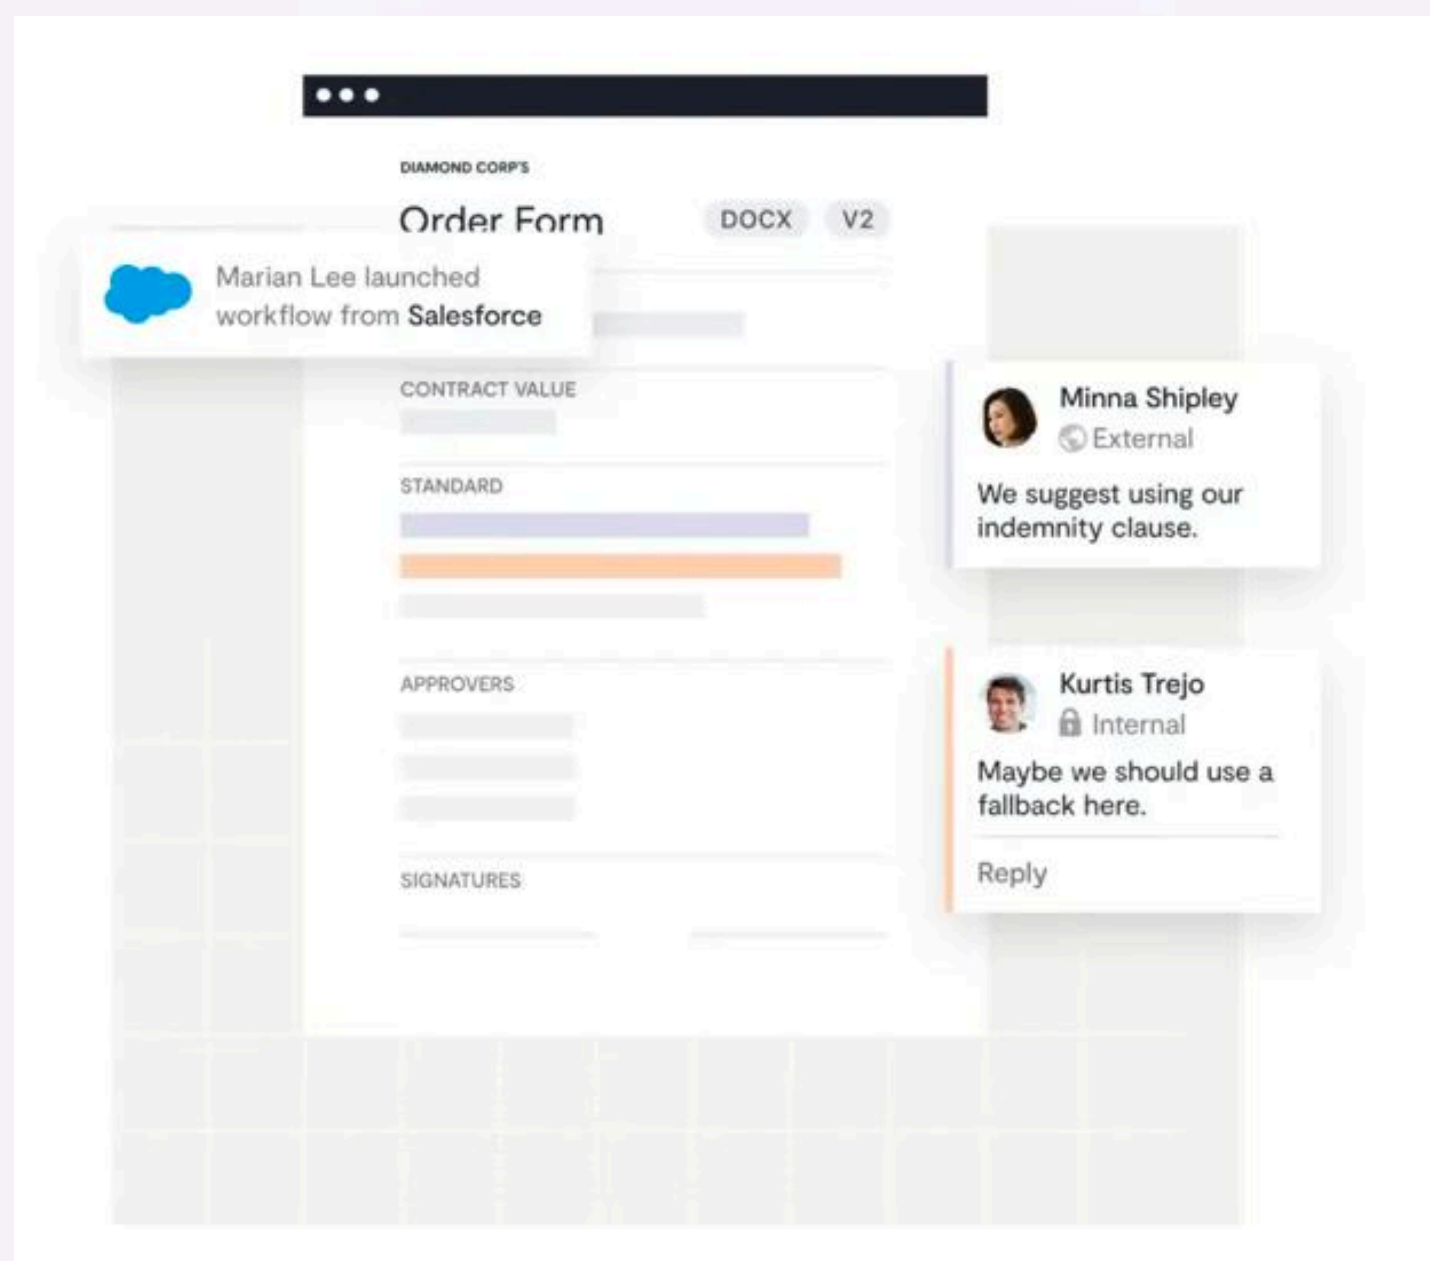 DIAMOND CORP'S
Order Form
DOCX
V2
Marian Lee launched
workflow from Salesforce
CONTRACT VALUE
STANDARD
APPROVERS
SIGNATURES
Minna Shipley
External
We suggest using our
indemnity clause.
Kurtis Trejo
Internal
Maybe we should use a
fallback here.
Reply